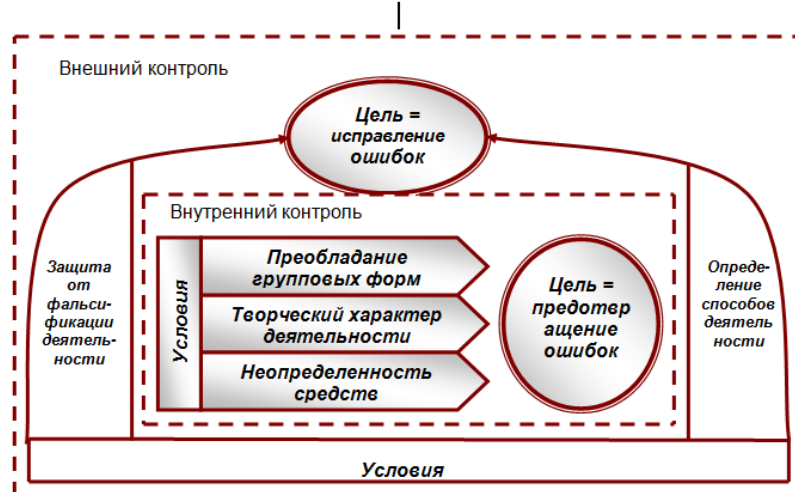 Внешний контроль
Цель =
исправление
ошибок
Внутренний контроль
Условия
Преобладание
групповых форм
Творческий характер
деятельности
Неопределенность
средств
Цель =
предотвр
ащение
ошибок
Защита
от
фальси-
фикации
деятель-
ности
Опреде-
ление
способов
деятель
ности
Условия